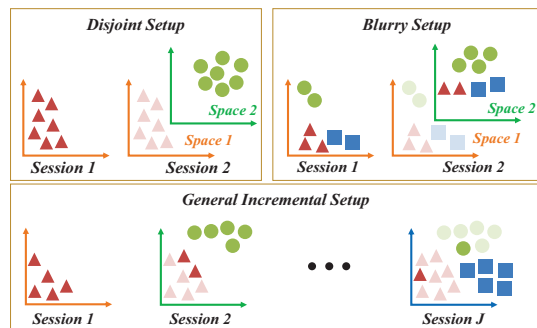 Disjoint Setup
Space 2
Space 1
Session 1
Session 2
Blurry Setup
Space 2
Space 1
Session 1
Session 2
General Incremental Setup
Session 1
Session 2
Session J